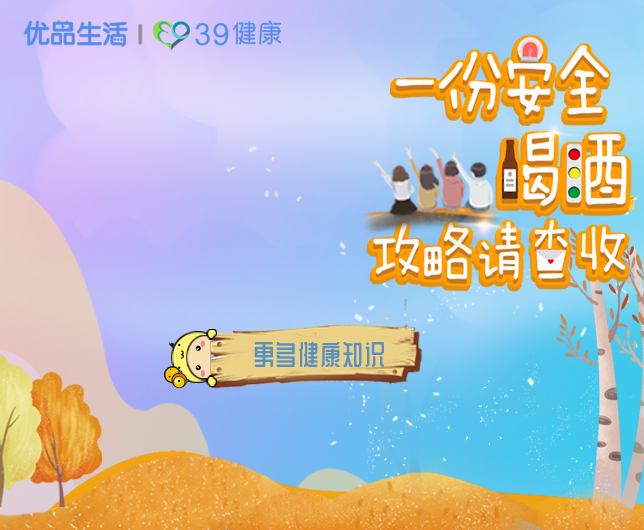 优品生活 | 39健康
一份安全
喝酒
攻略请查收
更多健康知识